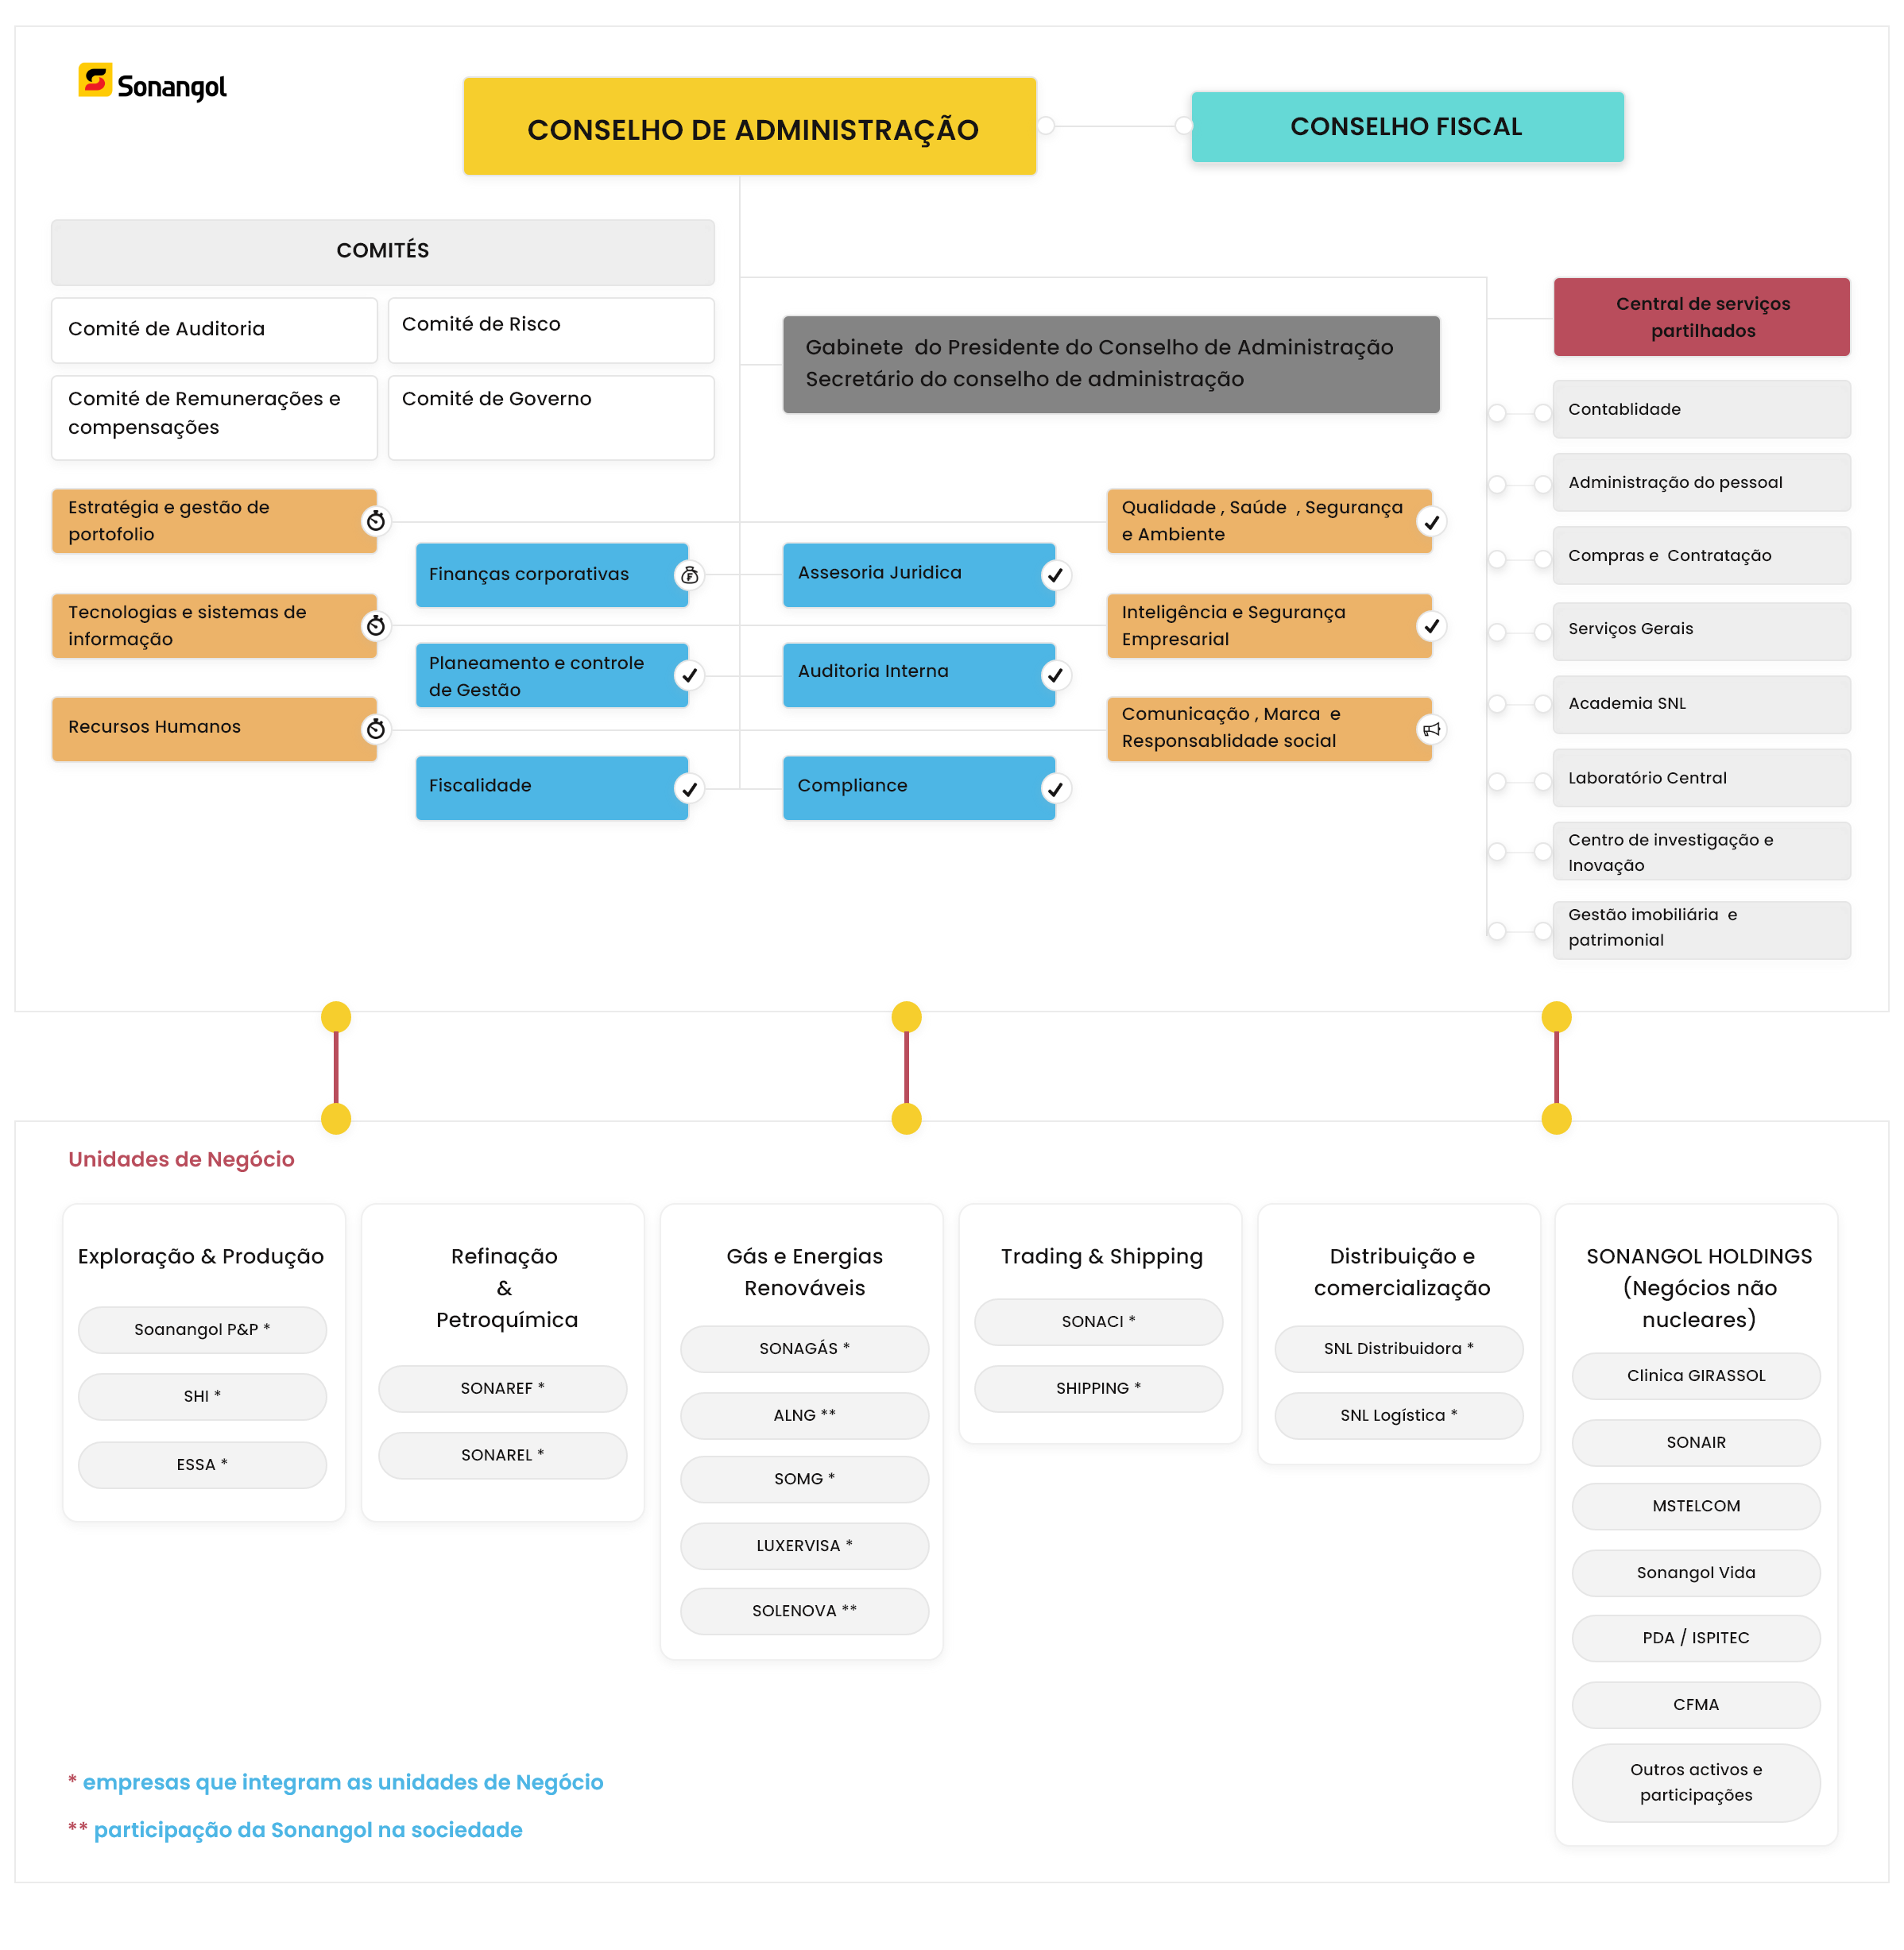 Sonangol
CONSELHO DE ADMINISTRAÇÃO
CONSELHO FISCAL
COMITÉS
Comité de Auditoria
Comité de Risco
Comité de Remunerações e
compensações
Comité de Governo
Gabinete do Presidente do Conselho de Administração
Secretário do conselho de administração
Estratégia e gestão de
portofolio
Tecnologias e sistemas de
informação
Recursos Humanos
Finanças corporativas
Planeamento e controle
de Gestão
Fiscalidade
Assesoria Juridica
Auditoria Interna
Compliance
Qualidade , Saúde , Segurança
e Ambiente
Inteligência e Segurança
Empresarial
Comunicação , Marca e
Responsablidade social
Central de serviços
partilhados
Contablidade
Administração do pessoal
Compras e Contratação
Serviços Gerais
Academia SNL
Laboratório Central
Centro de investigação e
Inovação
Gestão imobiliária e
patrimonial
Unidades de Negócio
Exploração & Produção
Soanangol P&P *
SHI *
ESSA *
Refinação
&
Petroquímica
SONAREF *
SONAREL *
Gás e Energias
Renováveis
SONAGÁS *
ALNG **
SOMG *
LUXERVISA *
SOLENOVA **
Trading & Shipping
SONACI *
SHIPPING *
Distribuição e
comercialização
SNL Distribuidora *
SNL Logística *
SONANGOL HOLDINGS
(Negócios não
nucleares)
Clinica GIRASSOL
SONAIR
MSTELCOM
Sonangol Vida
PDA / ISPITEC
CFMA
Outros activos e
participações
* empresas que integram as unidades de Negócio
** participação da Sonangol na sociedade